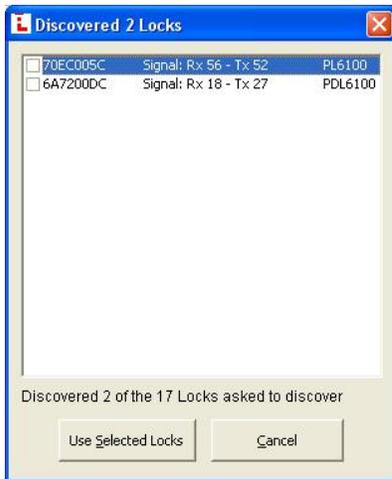 Discovered 2 Locks
70EC005C Signal: Rx 56 - Tx 52 PL6100
6A7200DC Signal: Rx 18 - Tx 27 PDL6100
Discovered 2 of the 17 Locks asked to discover
Use Selected Locks Cancel